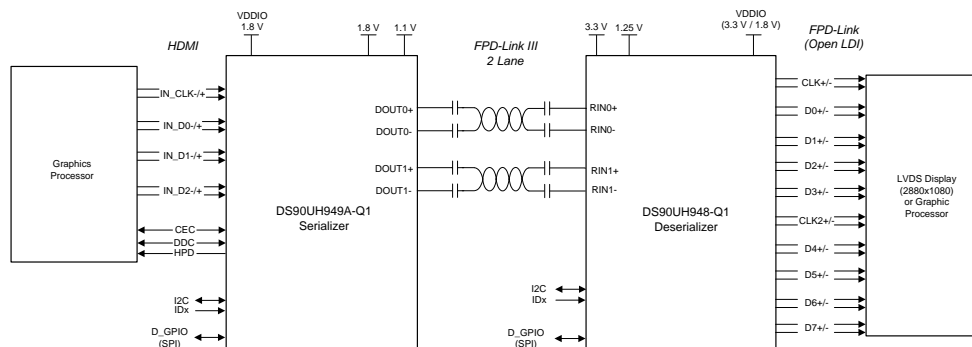 VDDIO
1.8 V
1.8 V
1.1 V
3.3 V
1.25 V
VDDIO
(3.3 V / 1.8 V)
HDMI
FPD-Link III
2 Lane
FPD-Link
(Open LDI)
Graphics
Processor
IN_CLK-/+
IN_D0-/+
IN_D1-/+
IN_D2-/+
CEC
DDC
HPD
I2C
IDx
D_GPIO
(SPI)
DOUT0+
DOUT0-
DOUT1+
DOUT1-
DS90UH949A-Q1
Serializer
RIN0+
RIN0-
RIN1+
RIN1-
DS90UH948-Q1
Deserializer
I2C
IDx
D_GPIO
(SPI)
CLK+/-
D0+/-
D1+/-
D2+/-
D3+/-
CLK2+/-
D4+/-
D5+/-
D6+/-
D7+/-
LVDS Display
(2880x1080)
or Graphic
Processor